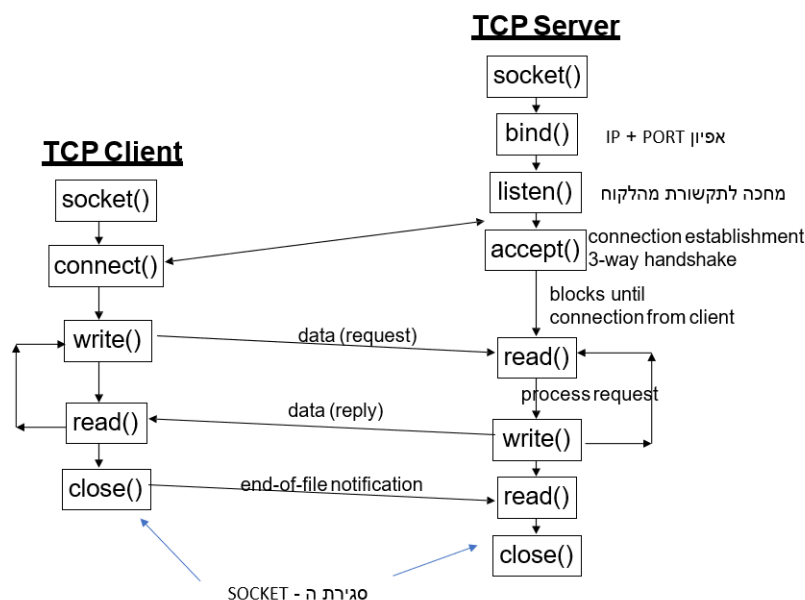 TCP Server
socket()
bind()
אפיון IP + PORT
listen()
מחכה לתקשורת מהלקוח
accept()
connection establishment
3-way handshake
blocks until
connection from client
read()
process request
write()
read()
close()
TCP Client
socket()
connect()
write()
data (request)
read()
data (reply)
close()
end-of-file notification
סגירת ה - SOCKET